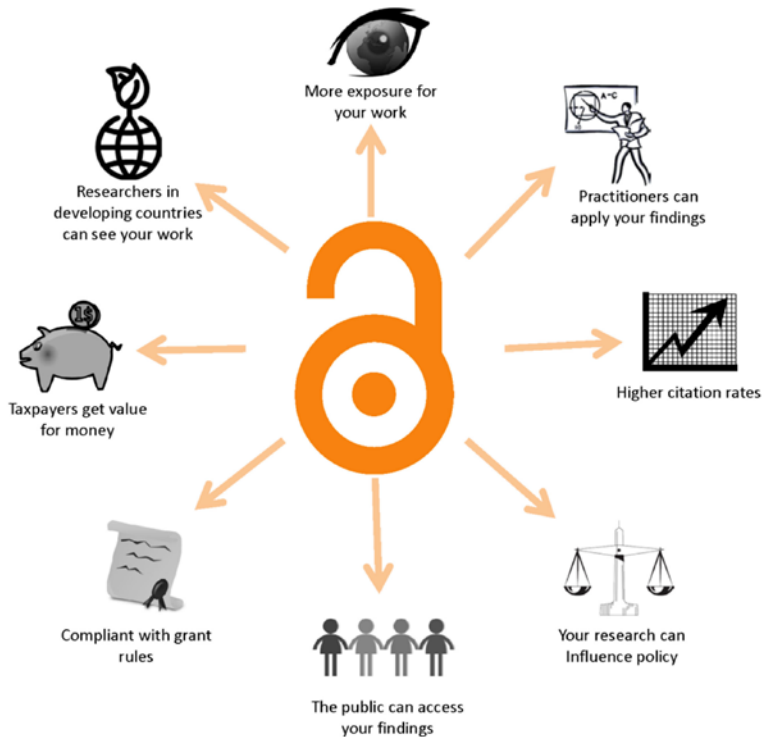 More exposure for
your work
Practitioners can
apply your findings
A-C
Higher citation rates
Your research can
Influence policy
The public can access
your findings
Compliant with grant
rules
Taxpayers get value
for money
1$
Researchers in
developing countries
can see your work